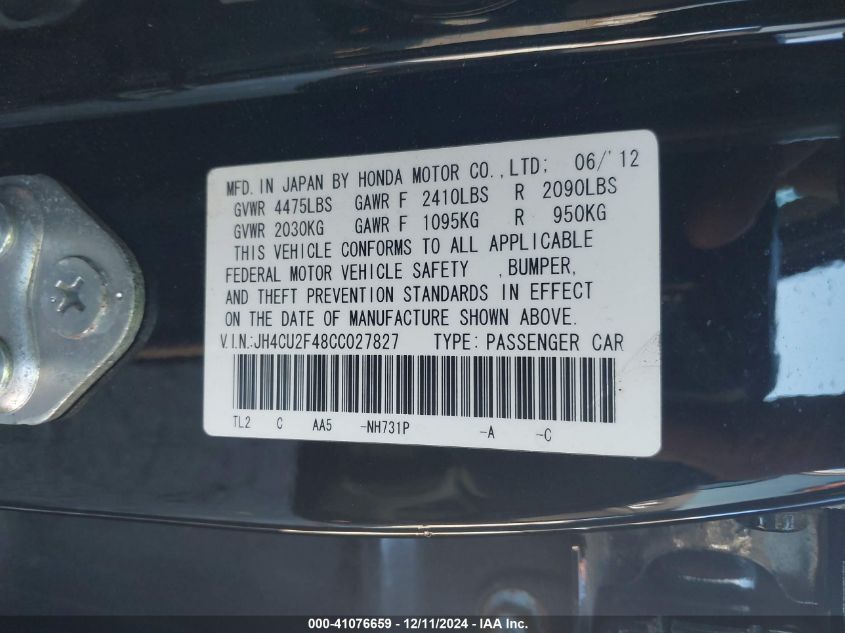 MFD. IN JAPAN BY HONDA MOTOR CO., LTD; 06/'12
GVWR 4475LBS GAWR F 2410LBS R 2090LBS
GVWR 2030KG GAWR F 1095KG R 950KG
THIS VEHICLE CONFORMS TO ALL APPLICABLE
FEDERAL MOTOR VEHICLE SAFETY , BUMPER,
AND THEFT PREVENTION STANDARDS IN EFFECT
ON THE DATE OF MANUFACTURE SHOWN ABOVE.
V.I.N.:JH4CU2F48CC027827 TYPE: PASSENGER CAR
TL2 C AA5 -NH731P -A -C
000-41076659 - 12/11/2024 - IAA Inc.